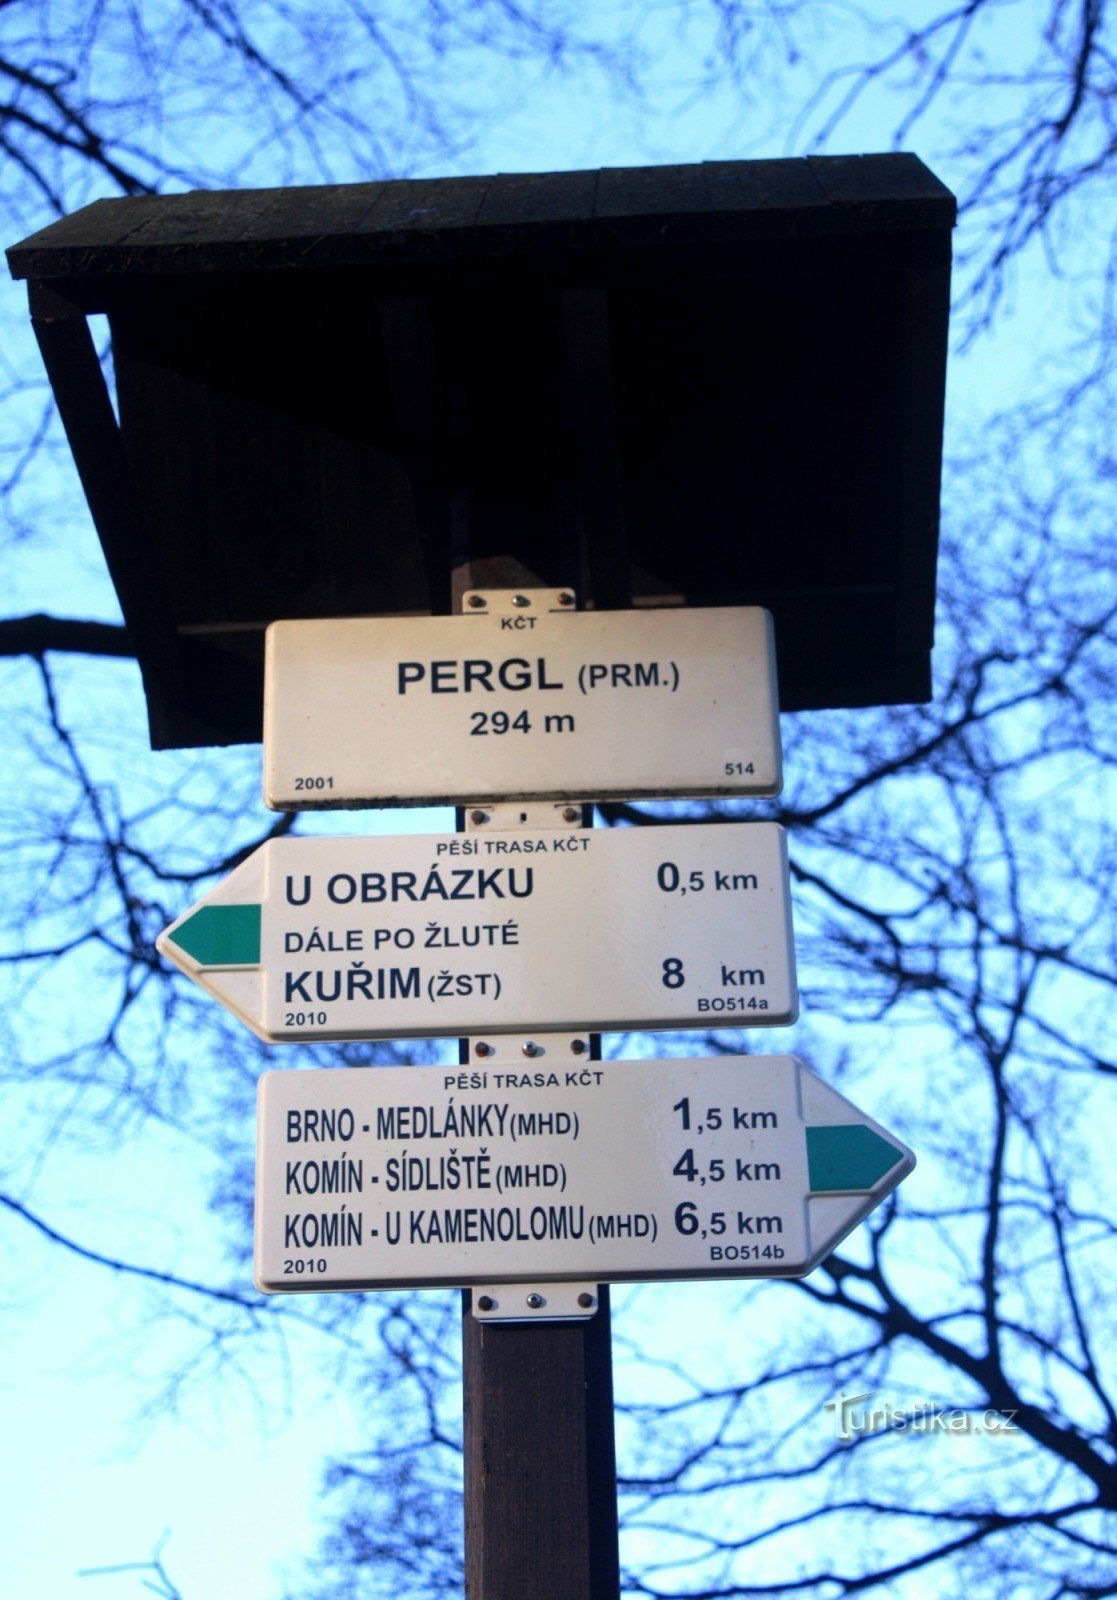 KČT
PERGL (PRM.)
294 m
2001 514
PĚŠÍ TRASA KČT
U OBRÁZKU 0,5 km
DÁLE PO ŽLUTÉ
KUŘIM (ŽST) 8 km
2010 BO514a
PĚŠÍ TRASA KČT
BRNO - MEDLÁNKY (MHD) 1,5 km
KOMÍN - SÍDLIŠTĚ (MHD) 4,5 km
KOMÍN - U KAMENOLOMU (MHD) 6,5 km
2010 BO514b
Turistika.cz